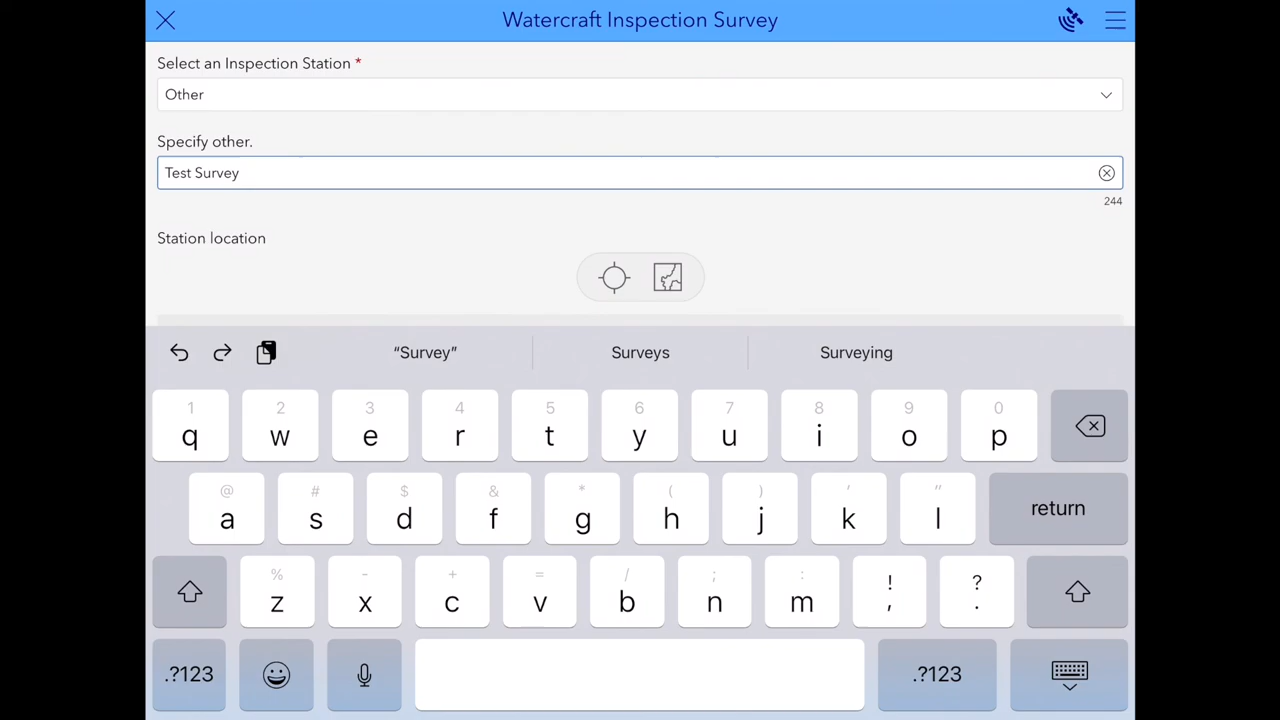 Watercraft Inspection Survey
Select an Inspection Station *
Other
Specify other.
Test Survey
244
Station location
“Survey” Surveys Surveying
1 2 3 4 5 6 7 8 9 0
q w e r t y u i o p
@ # $ & * ( ) ' "
a s d f g h j k l return
% - + = / ; : ! ?
z x c v b n m , .
.?123 .?123